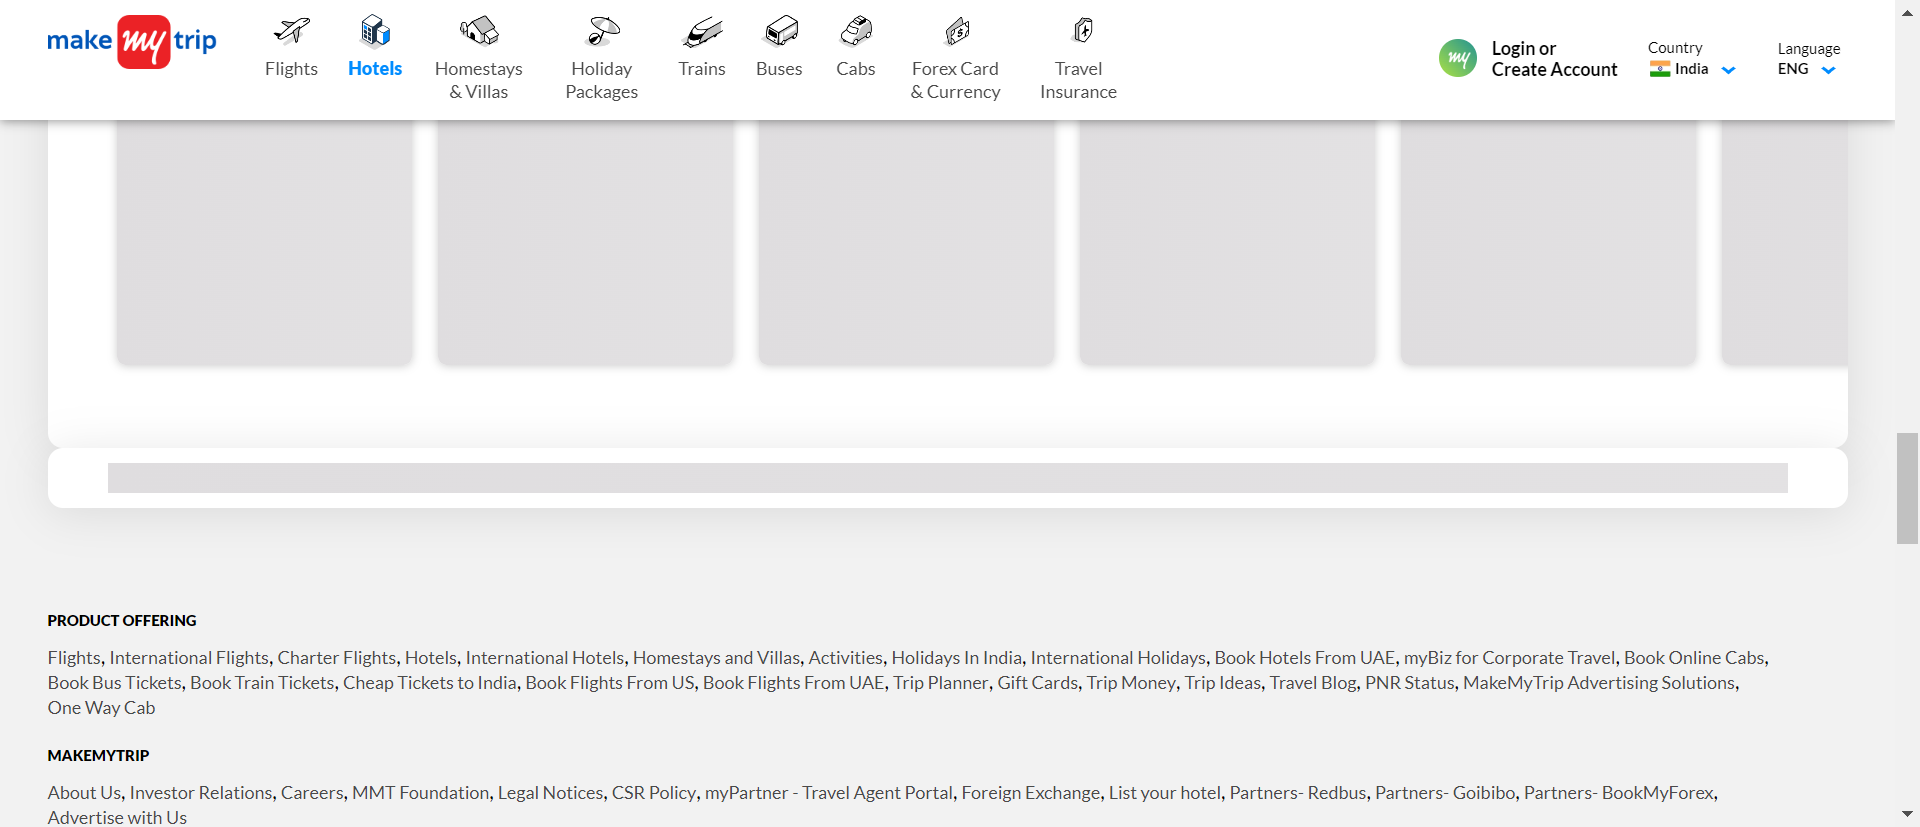 make my trip
Flights
Hotels
Homestays
& Villas
Holiday
Packages
Trains
Buses
Cabs
Forex Card
& Currency
Travel
Insurance
my
Login or
Create Account
Country
India
Language
ENG
PRODUCT OFFERING
Flights, International Flights, Charter Flights, Hotels, International Hotels, Homestays and Villas, Activities, Holidays In India, International Holidays, Book Hotels From UAE, myBiz for Corporate Travel, Book Online Cabs,
Book Bus Tickets, Book Train Tickets, Cheap Tickets to India, Book Flights From US, Book Flights From UAE, Trip Planner, Gift Cards, Trip Money, Trip Ideas, Travel Blog, PNR Status, MakeMyTrip Advertising Solutions,
One Way Cab
MAKEMYTRIP
About Us, Investor Relations, Careers, MMT Foundation, Legal Notices, CSR Policy, myPartner - Travel Agent Portal, Foreign Exchange, List your hotel, Partners- Redbus, Partners- Goibibo, Partners- BookMyForex,
Advertise with Us